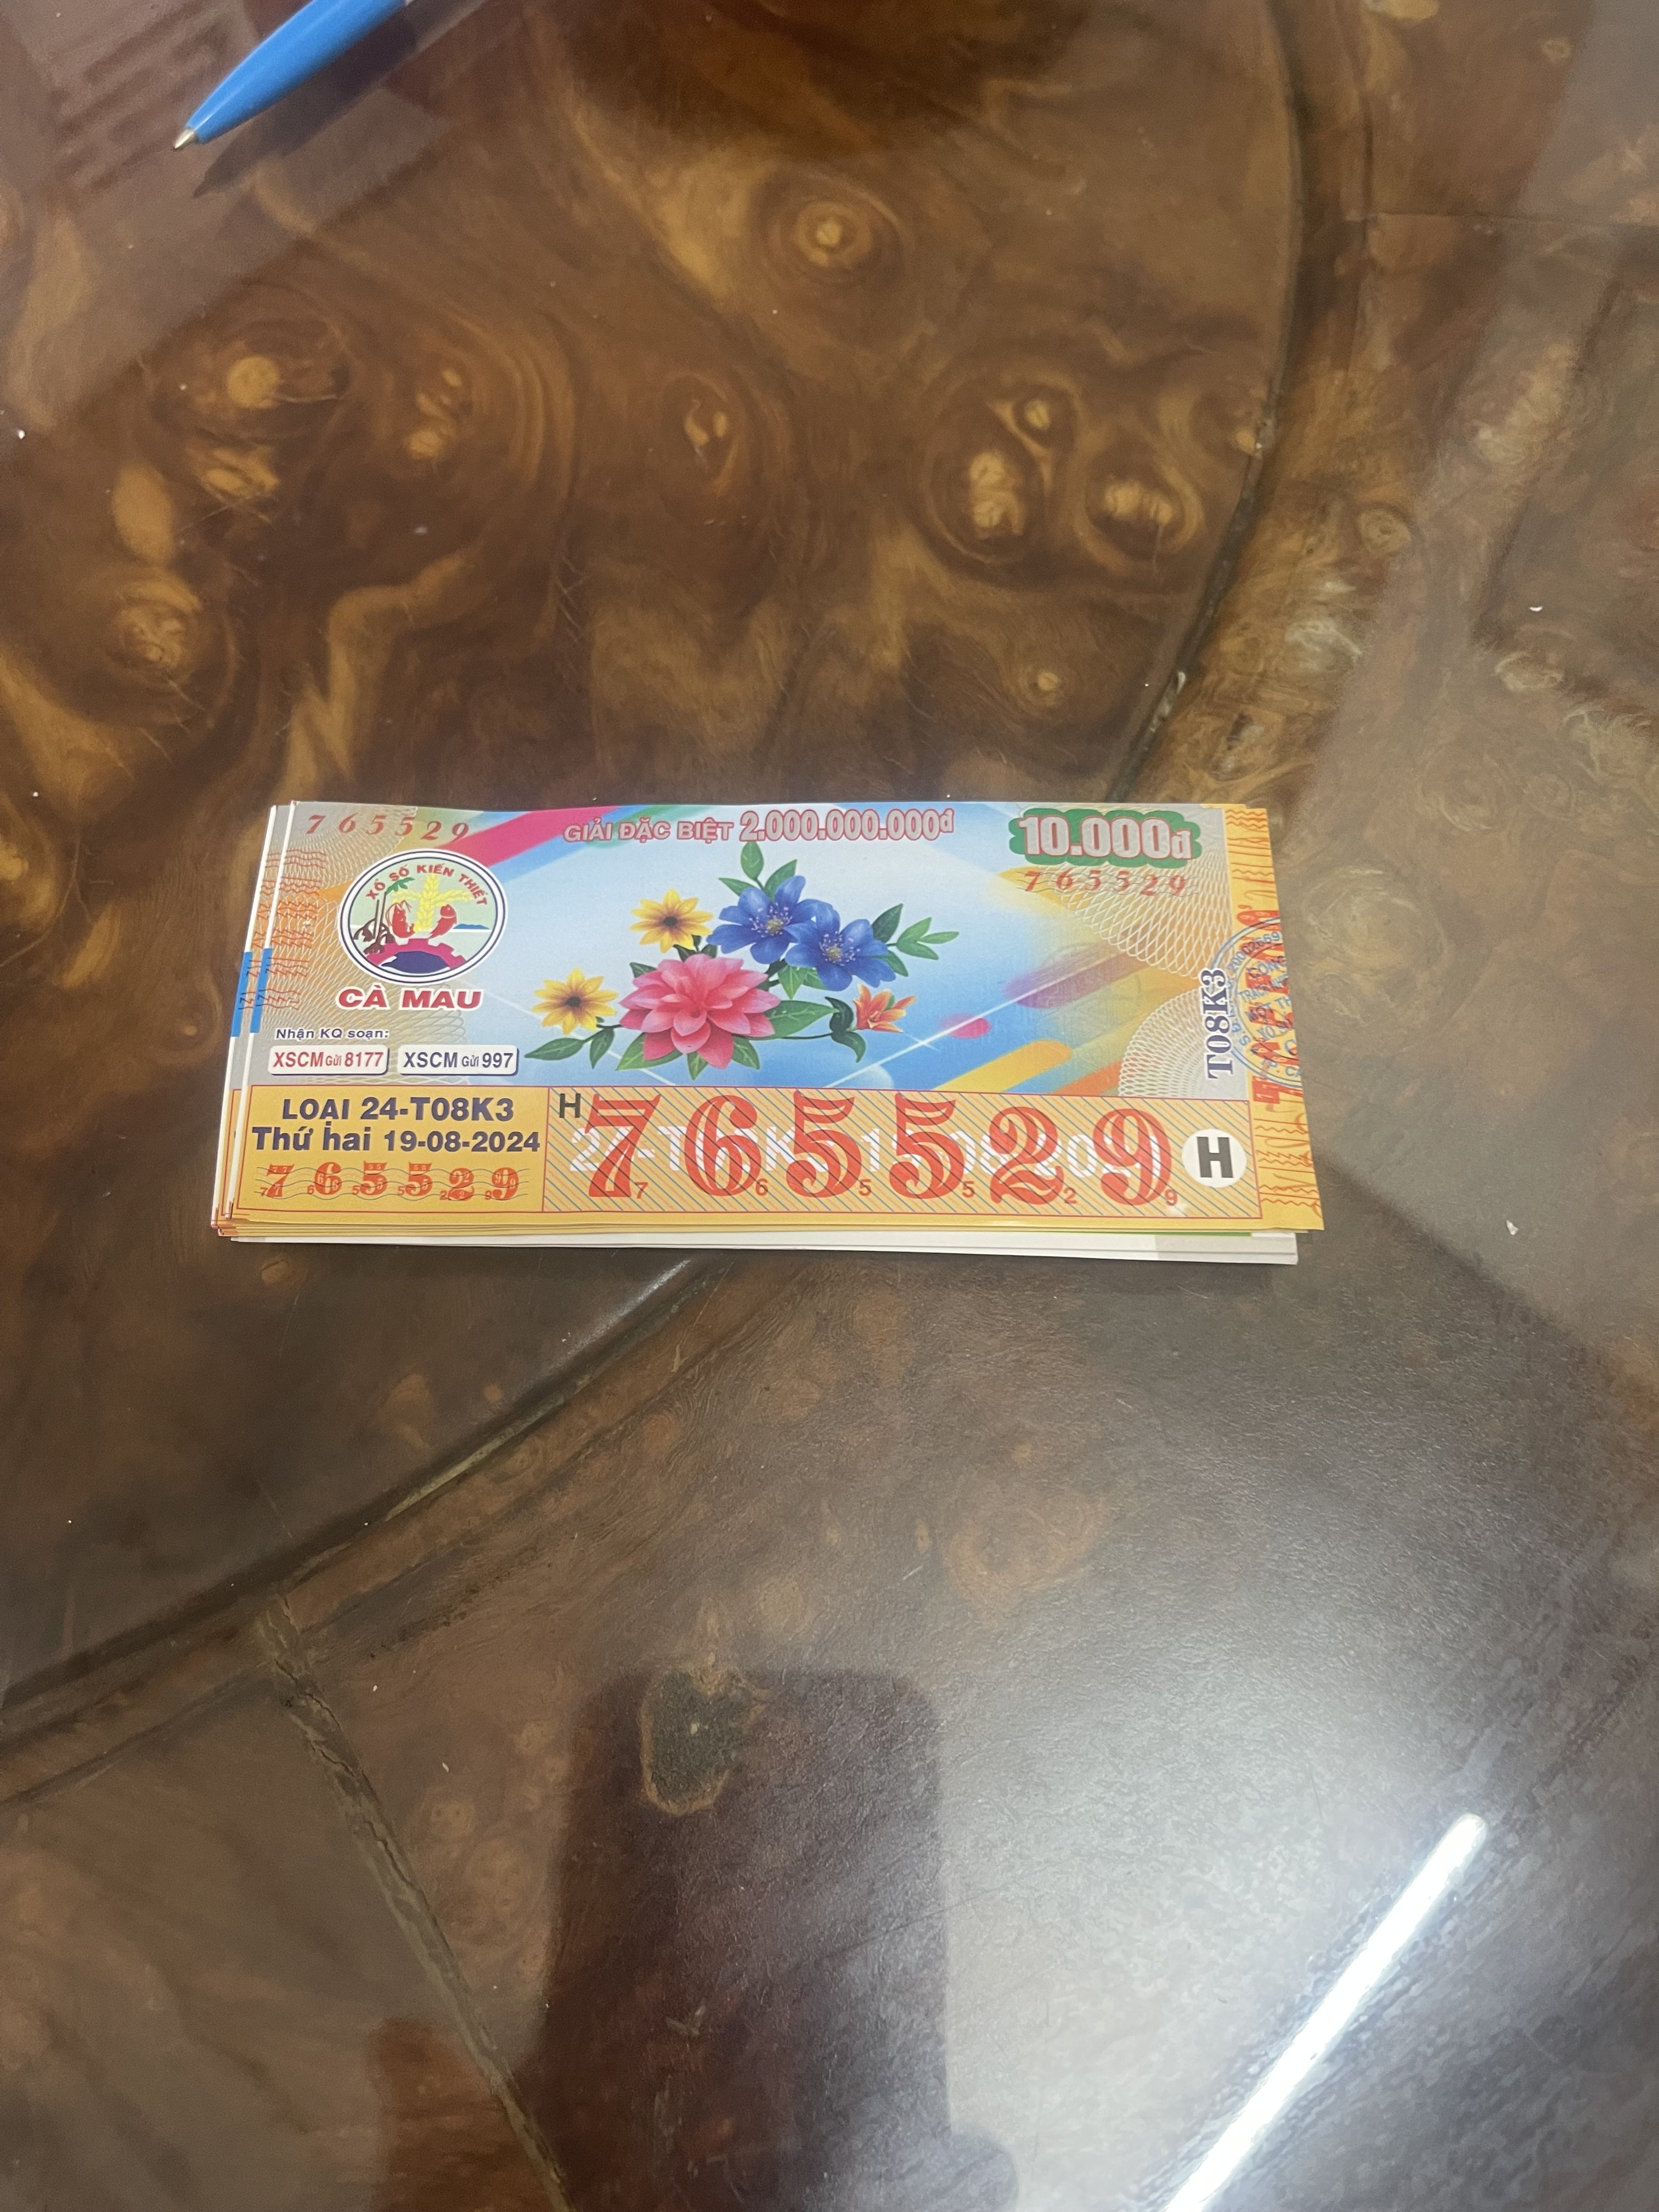 765529
GIẢI ĐẶC BIỆT 2.000.000.000đ
10.000đ
765529
XỔ SỐ KIẾN THIẾT
CÀ MAU
Nhận KQ soạn:
XSCM Gửi 8177 XSCM Gửi 997
T08K3
LOẠI 24-T08K3
Thứ hai 19-08-2024
765529
H
765529
H